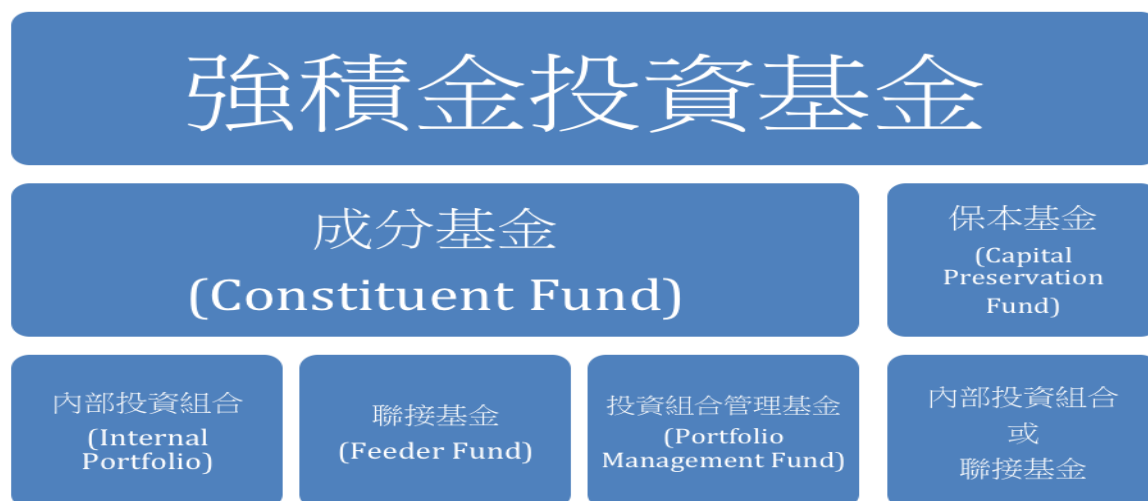 強積金投資基金
成分基金
(Constituent Fund)
保本基金
(Capital
Preservation
Fund)
內部投資組合
(Internal
Portfolio)
聯接基金
(Feeder Fund)
投資組合管理基金
(Portfolio
Management Fund)
內部投資組合
或
聯接基金